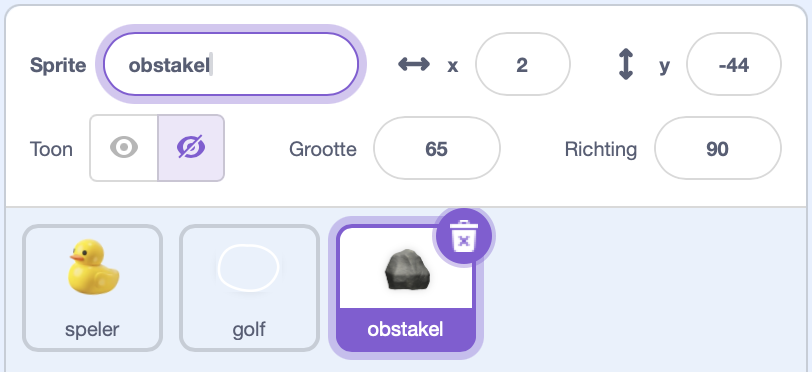 Sprite obstakel x 2 y -44
Toon Grootte 65 Richting 90
speler golf obstakel